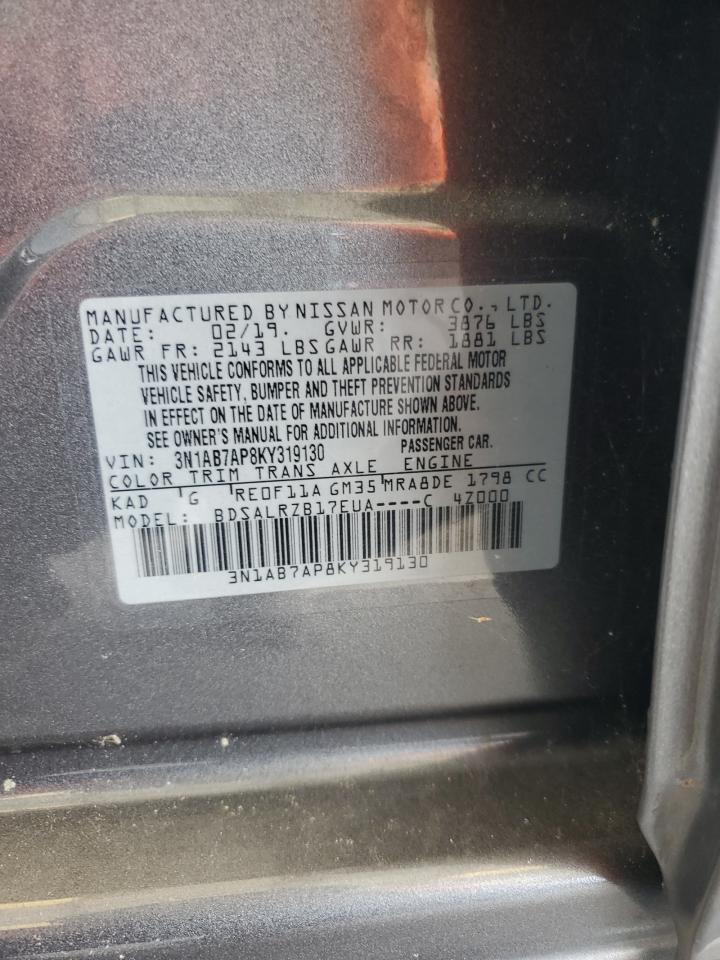 MANUFACTURED BY NISSAN MOTOR CO., LTD.
DATE: 02/19. GVWR: 3876 LBS
GAWR FR: 2143 LBS GAWR RR: 1881 LBS
THIS VEHICLE CONFORMS TO ALL APPLICABLE FEDERAL MOTOR
VEHICLE SAFETY, BUMPER AND THEFT PREVENTION STANDARDS
IN EFFECT ON THE DATE OF MANUFACTURE SHOWN ABOVE.
SEE OWNER'S MANUAL FOR ADDITIONAL INFORMATION.
VIN: 3N1AB7AP8KY319130 PASSENGER CAR.
COLOR TRIM TRANS AXLE ENGINE
KAD G RE0F11A GM35 MRA8DE 1798 CC
MODEL: BDSALRZB17EUA----C 4Z000
3N1AB7AP8KY319130